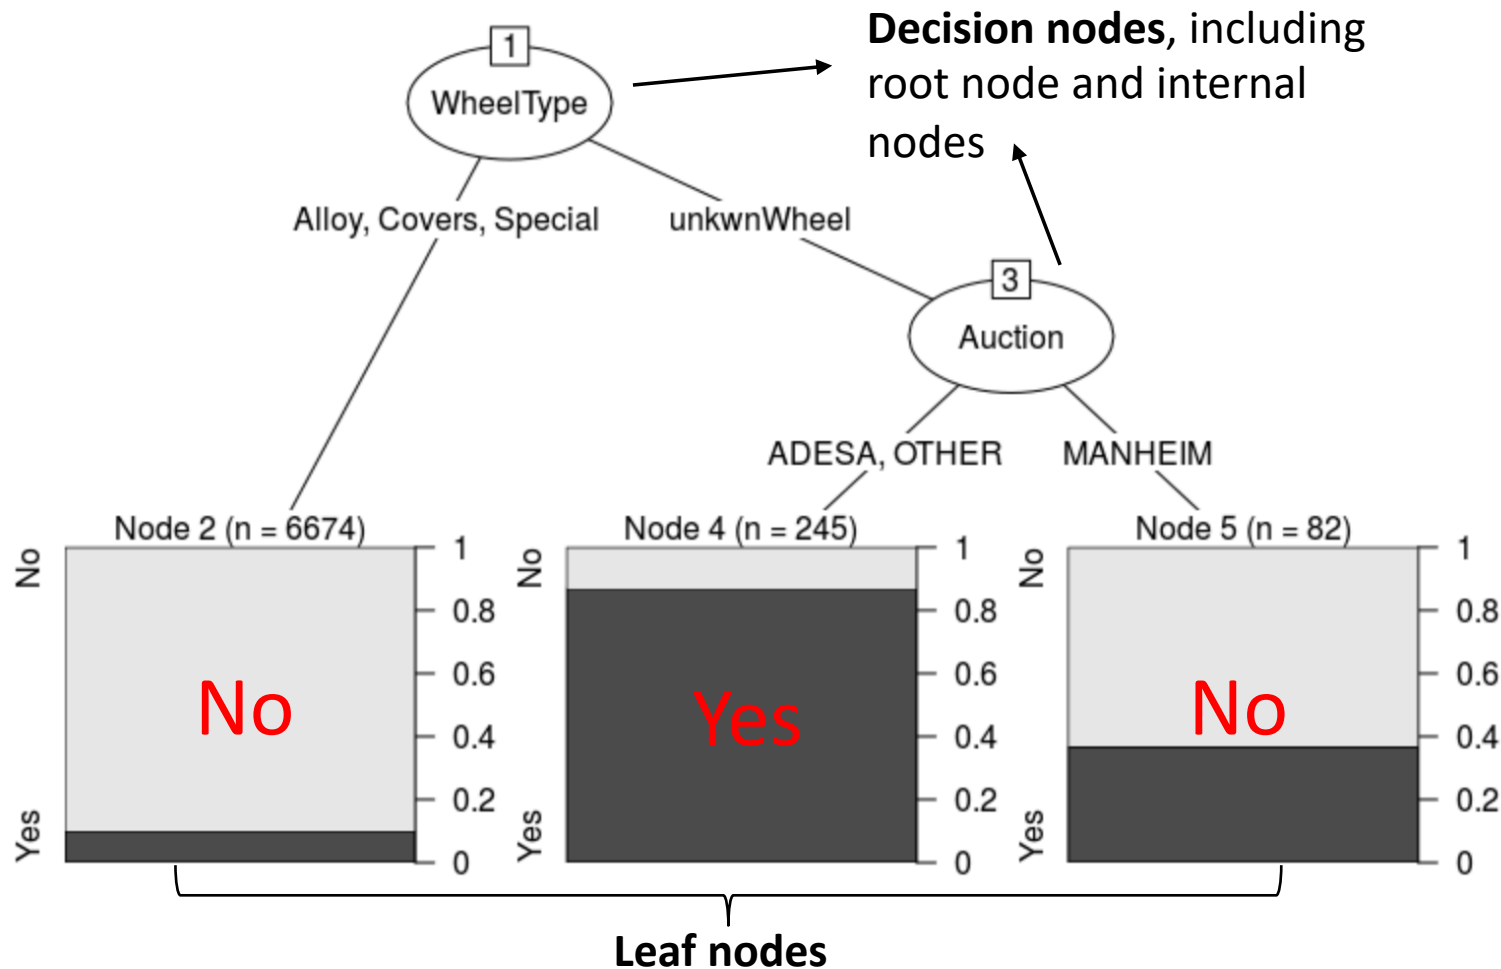 1
WheelType
Decision nodes, including
root node and internal
nodes
Alloy, Covers, Special
unkwnWheel
3
Auction
ADESA, OTHER
MANHEIM
Node 2 (n = 6674)
No
Yes
1
0.8
0.6
0.4
0.2
0
No
Node 4 (n = 245)
No
Yes
1
0.8
0.6
0.4
0.2
0
Yes
Node 5 (n = 82)
No
Yes
1
0.8
0.6
0.4
0.2
0
No
Leaf nodes